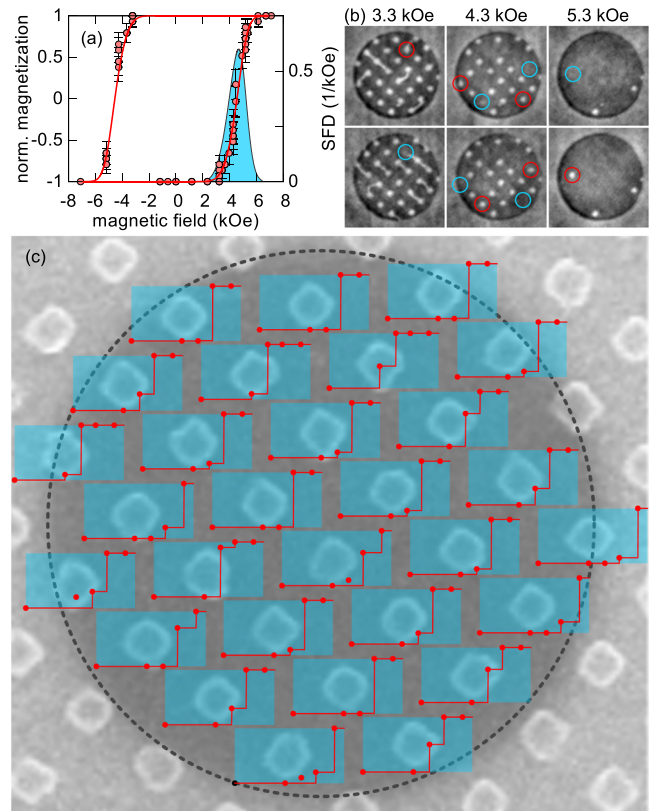 (a)
norm. magnetization
1
0.5
0
-0.5
-1
0.5
0
SFD (1/kOe)
-8 -6 -4 -2 0 2 4 6 8
magnetic field (kOe)
(b) 3.3 kOe 4.3 kOe 5.3 kOe
(c)